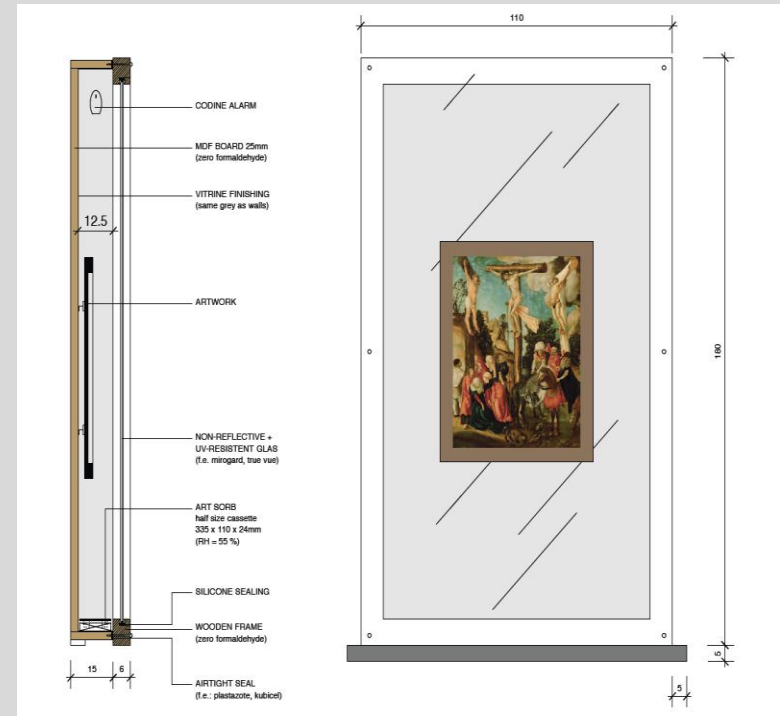 110
CODINE ALARM
MDF BOARD 25mm
(zero formaldehyde)
VITRINE FINISHING
(same grey as walls)
12.5
ARTWORK
180
NON-REFLECTIVE +
UV-RESISTENT GLAS
(f.e. mirogard, true vue)
ART SORB
half size cassette
335 x 110 x 24mm
(RH = 55 %)
SILICONE SEALING
WOODEN FRAME
(zero formaldehyde)
5
15
6
AIRTIGHT SEAL
(f.e.: plastazote, kubicel)
5